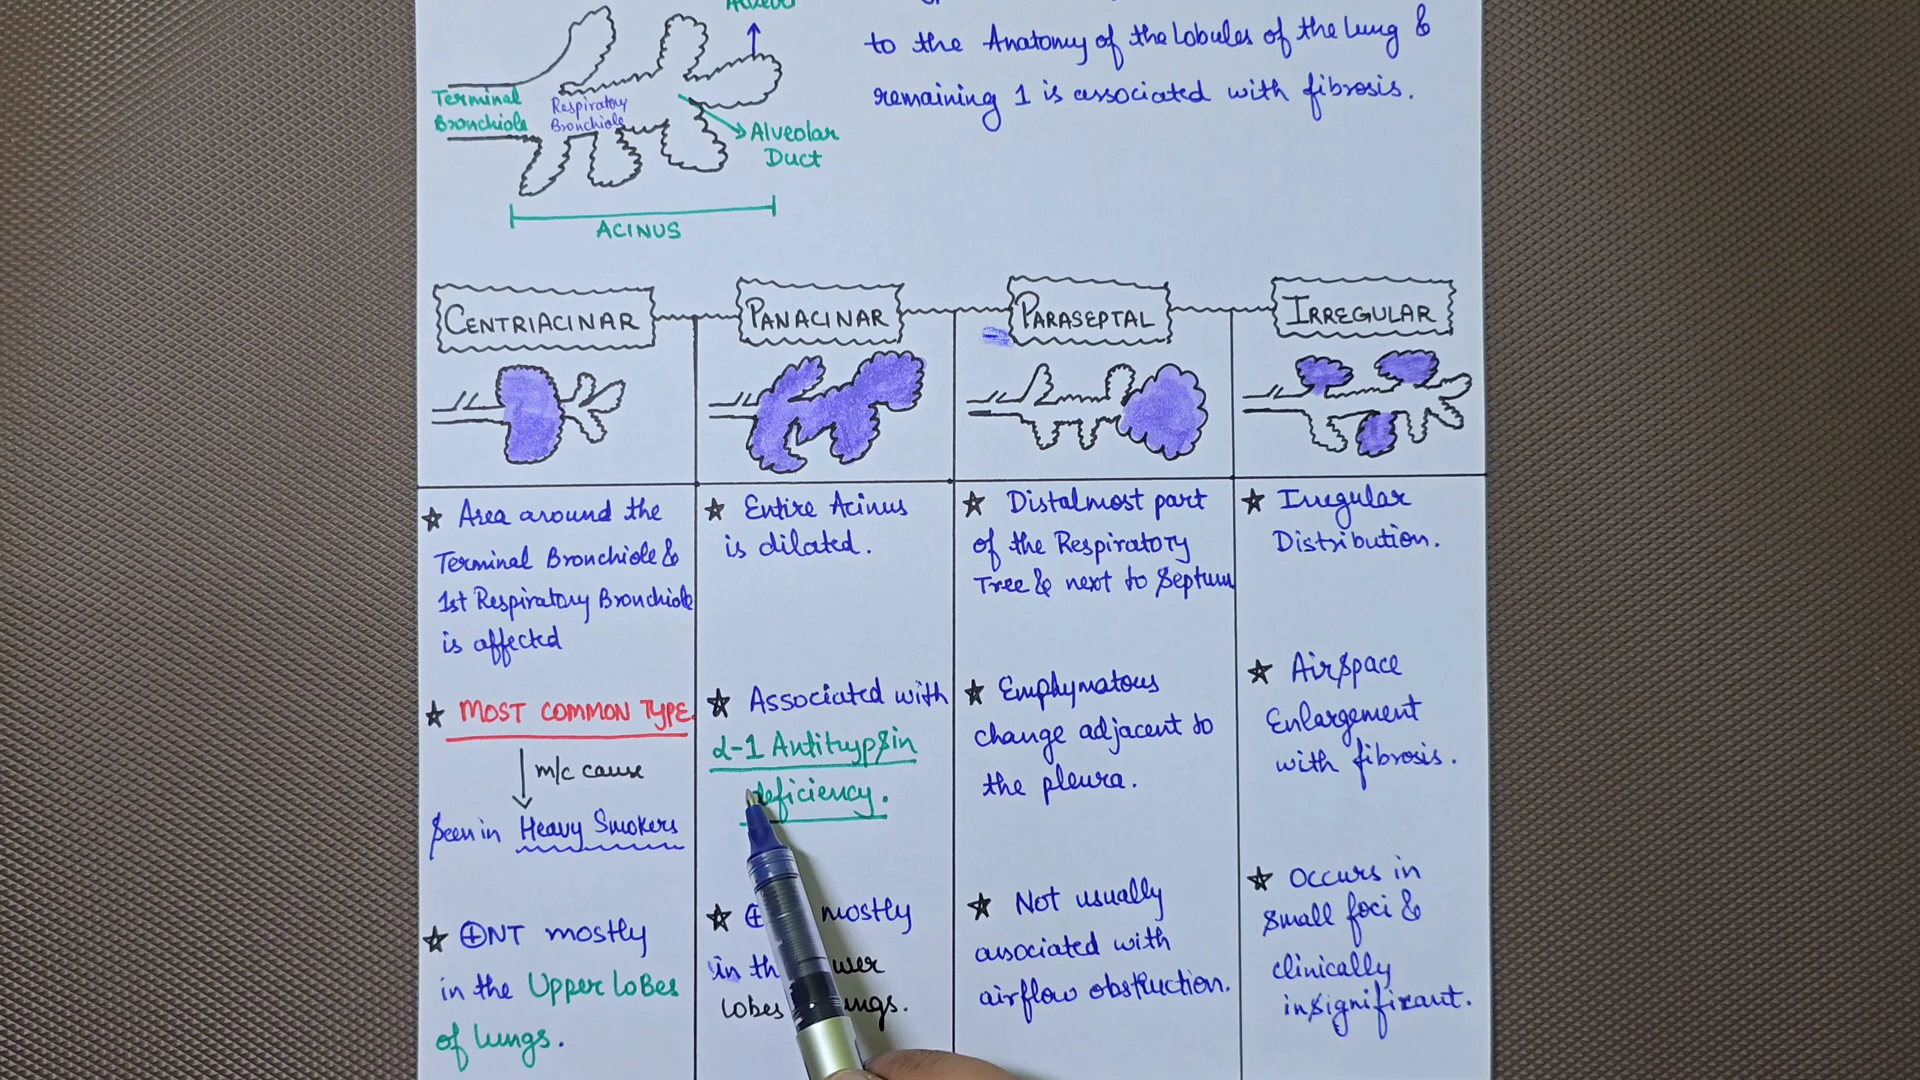 to the Anatomy of the Lobules of the lung &
remaining 1 is associated with fibrosis.
Terminal
Bronchiole
Respiratory
Bronchiole
Alveolar
Duct
ACINUS
CENTRIACINAR
PANACINAR
PARASEPTAL
IRREGULAR
★ Area around the
Terminal Bronchiole &
1st Respiratory Bronchiole
is affected
★ MOST COMMON TYPE
m/c cause
Seen in Heavy Smokers
★ ⊕NT mostly
in the Upper lobes
of lungs.
★ Entire Acinus
is dilated.
★ Associated with
α-1 Antitrypsin
deficiency.
★ mostly
in
lobes
★ Distalmost part
of the Respiratory
Tree & next to Septum
★ Emphymatous
change adjacent to
the pleura.
★ Not usually
associated with
airflow obstruction.
★ Irregular
Distribution.
★ Airspace
Enlargement
with fibrosis.
★ Occurs in
small foci &
clinically
insignificant.